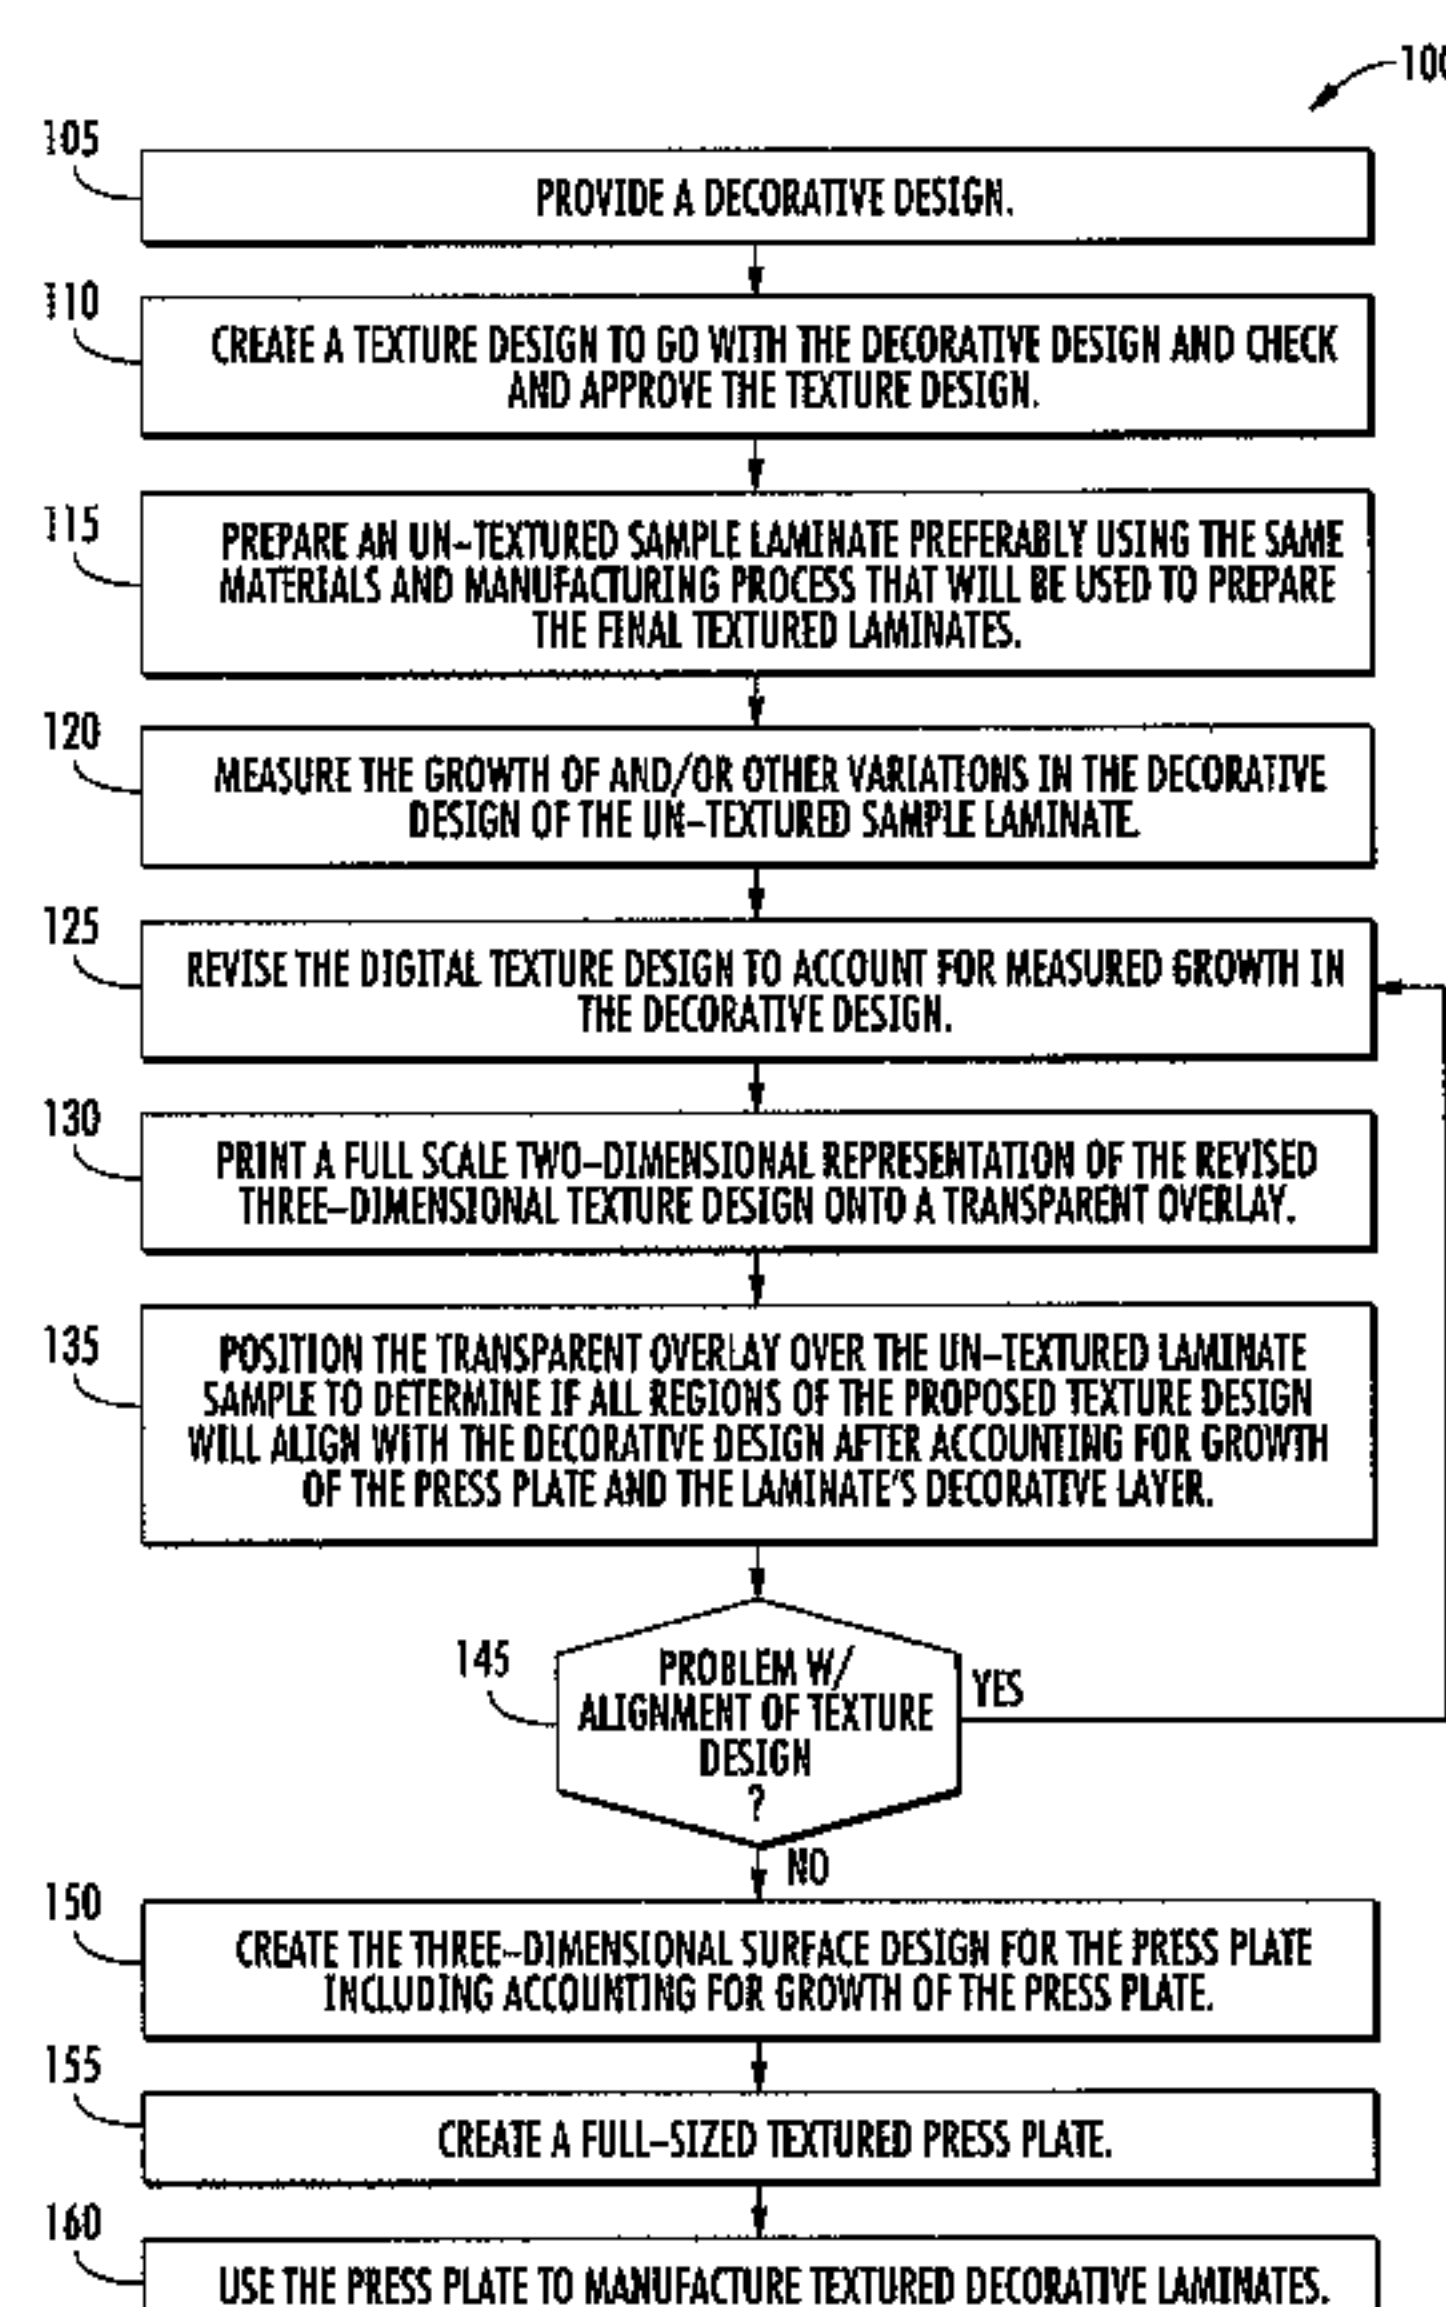 100
105
PROVIDE A DECORATIVE DESIGN.
110
CREATE A TEXTURE DESIGN TO GO WITH THE DECORATIVE DESIGN AND CHECK
AND APPROVE THE TEXTURE DESIGN.
115
PREPARE AN UN-TEXTURED SAMPLE LAMINATE PREFERABLY USING THE SAME
MATERIALS AND MANUFACTURING PROCESS THAT WILL BE USED TO PREPARE
THE FINAL TEXTURED LAMINATES.
120
MEASURE THE GROWTH OF AND/OR OTHER VARIATIONS IN THE DECORATIVE
DESIGN OF THE UN-TEXTURED SAMPLE LAMINATE.
125
REVISE THE DIGITAL TEXTURE DESIGN TO ACCOUNT FOR MEASURED GROWTH IN
THE DECORATIVE DESIGN.
130
PRINT A FULL SCALE TWO-DIMENSIONAL REPRESENTATION OF THE REVISED
THREE-DIMENSIONAL TEXTURE DESIGN ONTO A TRANSPARENT OVERLAY.
135
POSITION THE TRANSPARENT OVERLAY OVER THE UN-TEXTURED LAMINATE
SAMPLE TO DETERMINE IF ALL REGIONS OF THE PROPOSED TEXTURE DESIGN
WILL ALIGN WITH THE DECORATIVE DESIGN AFTER ACCOUNTING FOR GROWTH
OF THE PRESS PLATE AND THE LAMINATE'S DECORATIVE LAYER.
145
PROBLEM W/
ALIGNMENT OF TEXTURE
DESIGN
?
YES
NO
150
CREATE THE THREE-DIMENSIONAL SURFACE DESIGN FOR THE PRESS PLATE
INCLUDING ACCOUNTING FOR GROWTH OF THE PRESS PLATE.
155
CREATE A FULL-SIZED TEXTURED PRESS PLATE.
160
USE THE PRESS PLATE TO MANUFACTURE TEXTURED DECORATIVE LAMINATES.